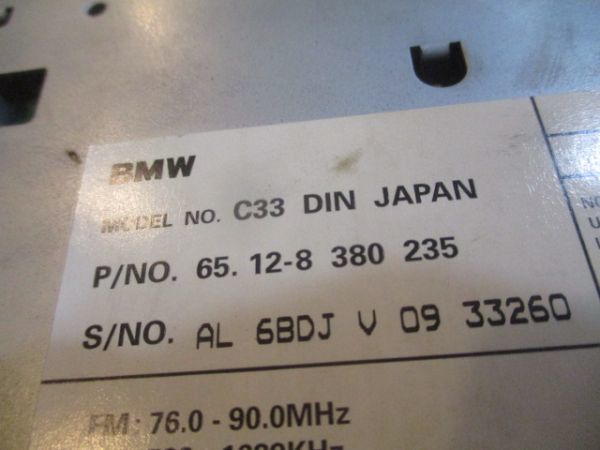 BMW
MODEL NO. C33 DIN JAPAN
P/NO. 65. 12-8 380 235
S/NO. AL 6BDJ V 09 33260
FM: 76.0 - 90.0MHz